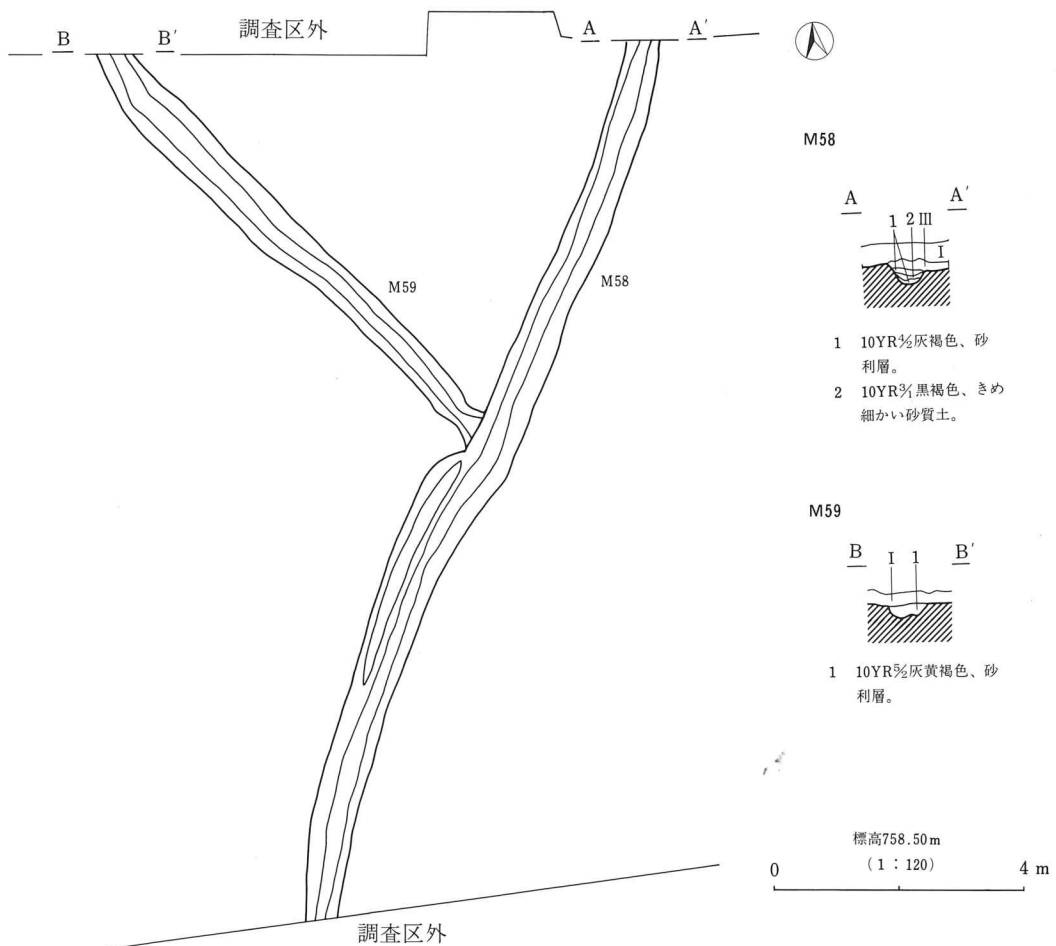 調査区外
B B′ A A′
M59
M58
M58
A A′
1 2 III
I
1 10YR4/2灰褐色、砂
利層。
2 10YR3/1黒褐色、きめ
細かい砂質土。
M59
B I 1 B′
1 10YR5/2灰黄褐色、砂
利層。
標高758.50m
(1：120)
0 4 m
調査区外